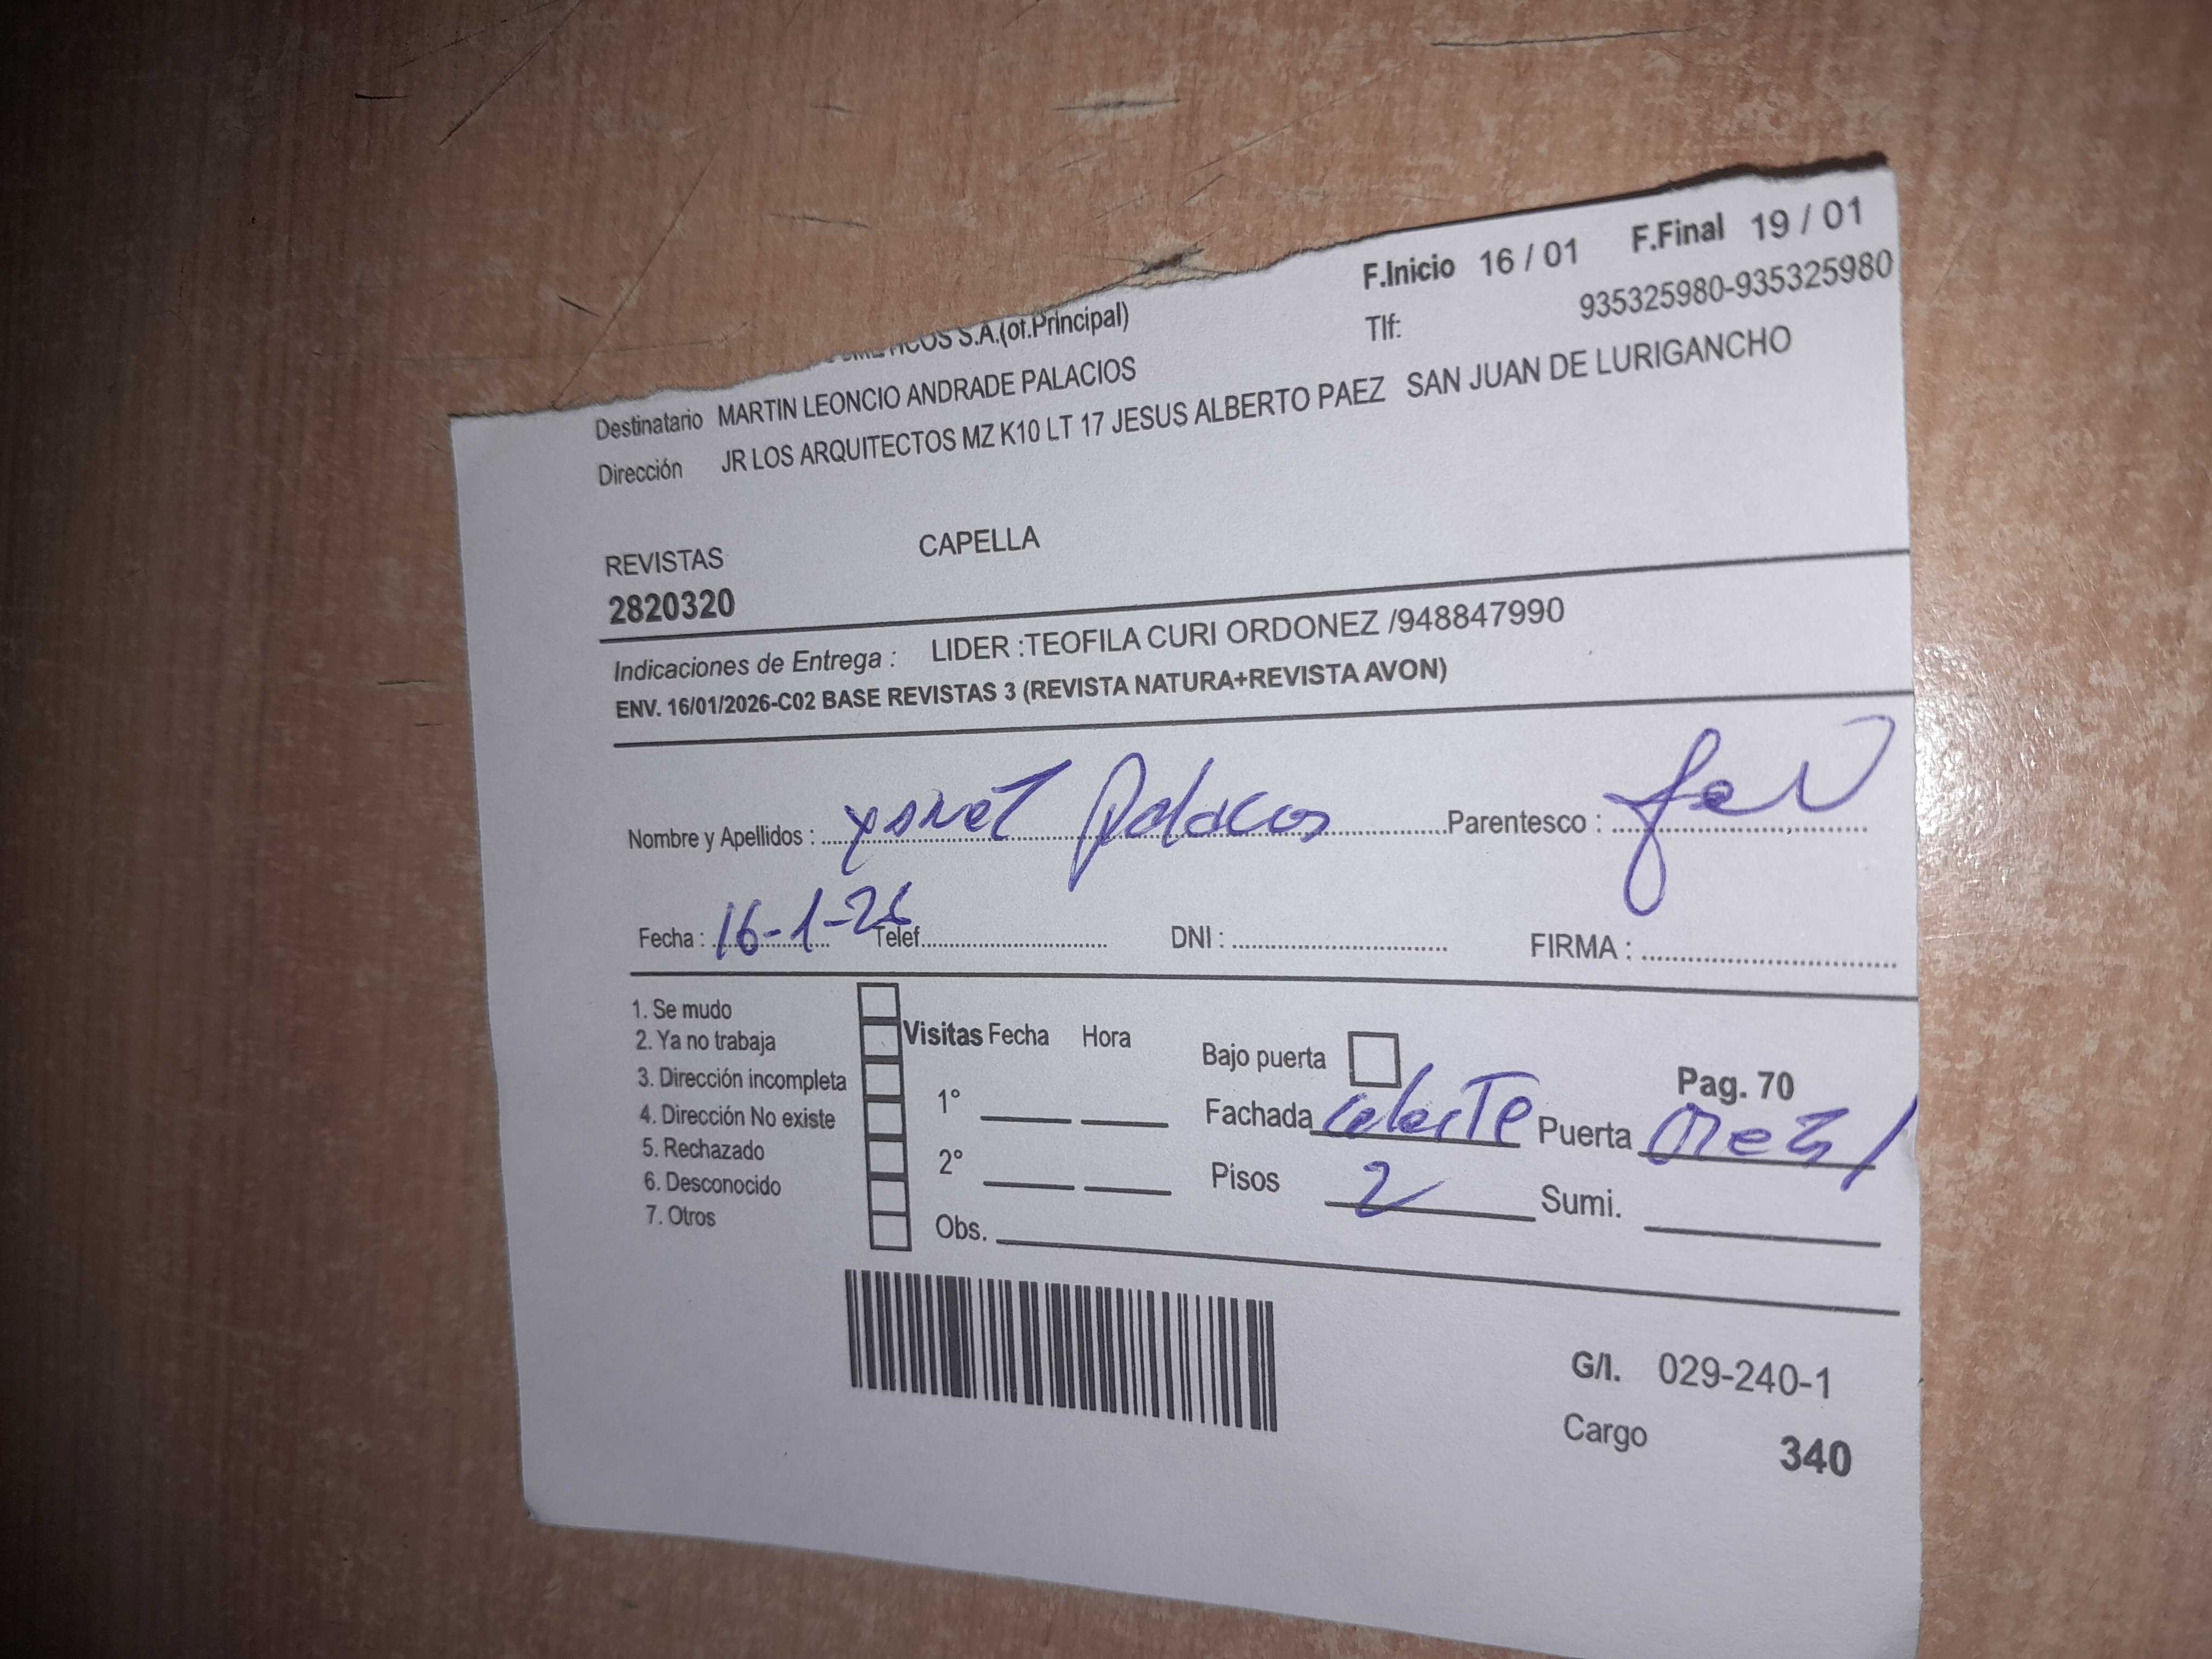 F.Inicio 16 / 01 F.Final 19 / 01
S.A.(of.Principal) Tlf: 935325980-935325980
Destinatario MARTIN LEONCIO ANDRADE PALACIOS
Dirección JR LOS ARQUITECTOS MZ K10 LT 17 JESUS ALBERTO PAEZ SAN JUAN DE LURIGANCHO
REVISTAS CAPELLA
2820320
Indicaciones de Entrega : LIDER :TEOFILA CURI ORDONEZ /948847990
ENV. 16/01/2026-C02 BASE REVISTAS 3 (REVISTA NATURA+REVISTA AVON)
Nombre y Apellidos : Palacios Parentesco :
Fecha : 16-1-26 Telef. DNI : FIRMA :
1. Se mudo
2. Ya no trabaja
3. Dirección incompleta
4. Dirección No existe
5. Rechazado
6. Desconocido
7. Otros
Visitas Fecha Hora
1°
2°
Obs.
Bajo puerta Pag. 70
Fachada celeste Puerta
Pisos 2 Sumi.
G/I. 029-240-1
Cargo 340